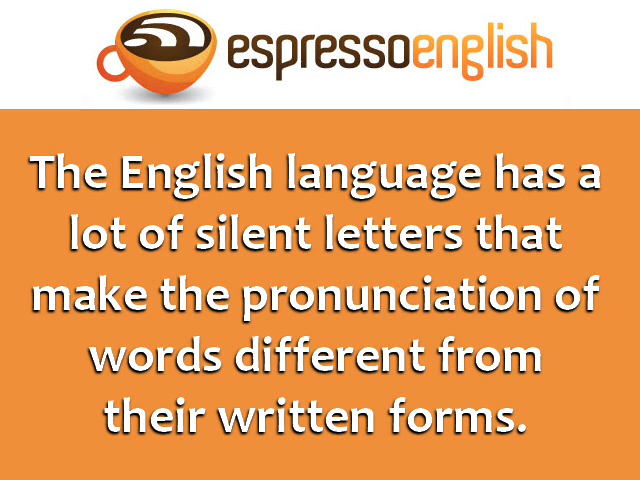 espressoenglish
The English language has a
lot of silent letters that
make the pronunciation of
words different from
their written forms.